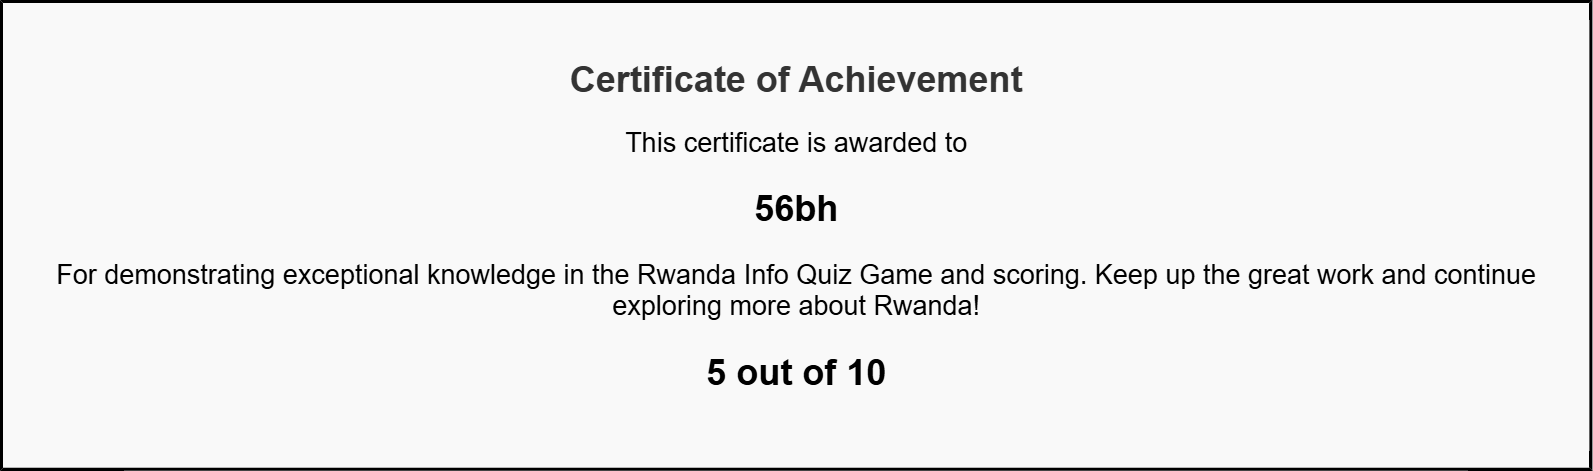 Certificate of Achievement
This certificate is awarded to
56bh
For demonstrating exceptional knowledge in the Rwanda Info Quiz Game and scoring. Keep up the great work and continue
exploring more about Rwanda!
5 out of 10